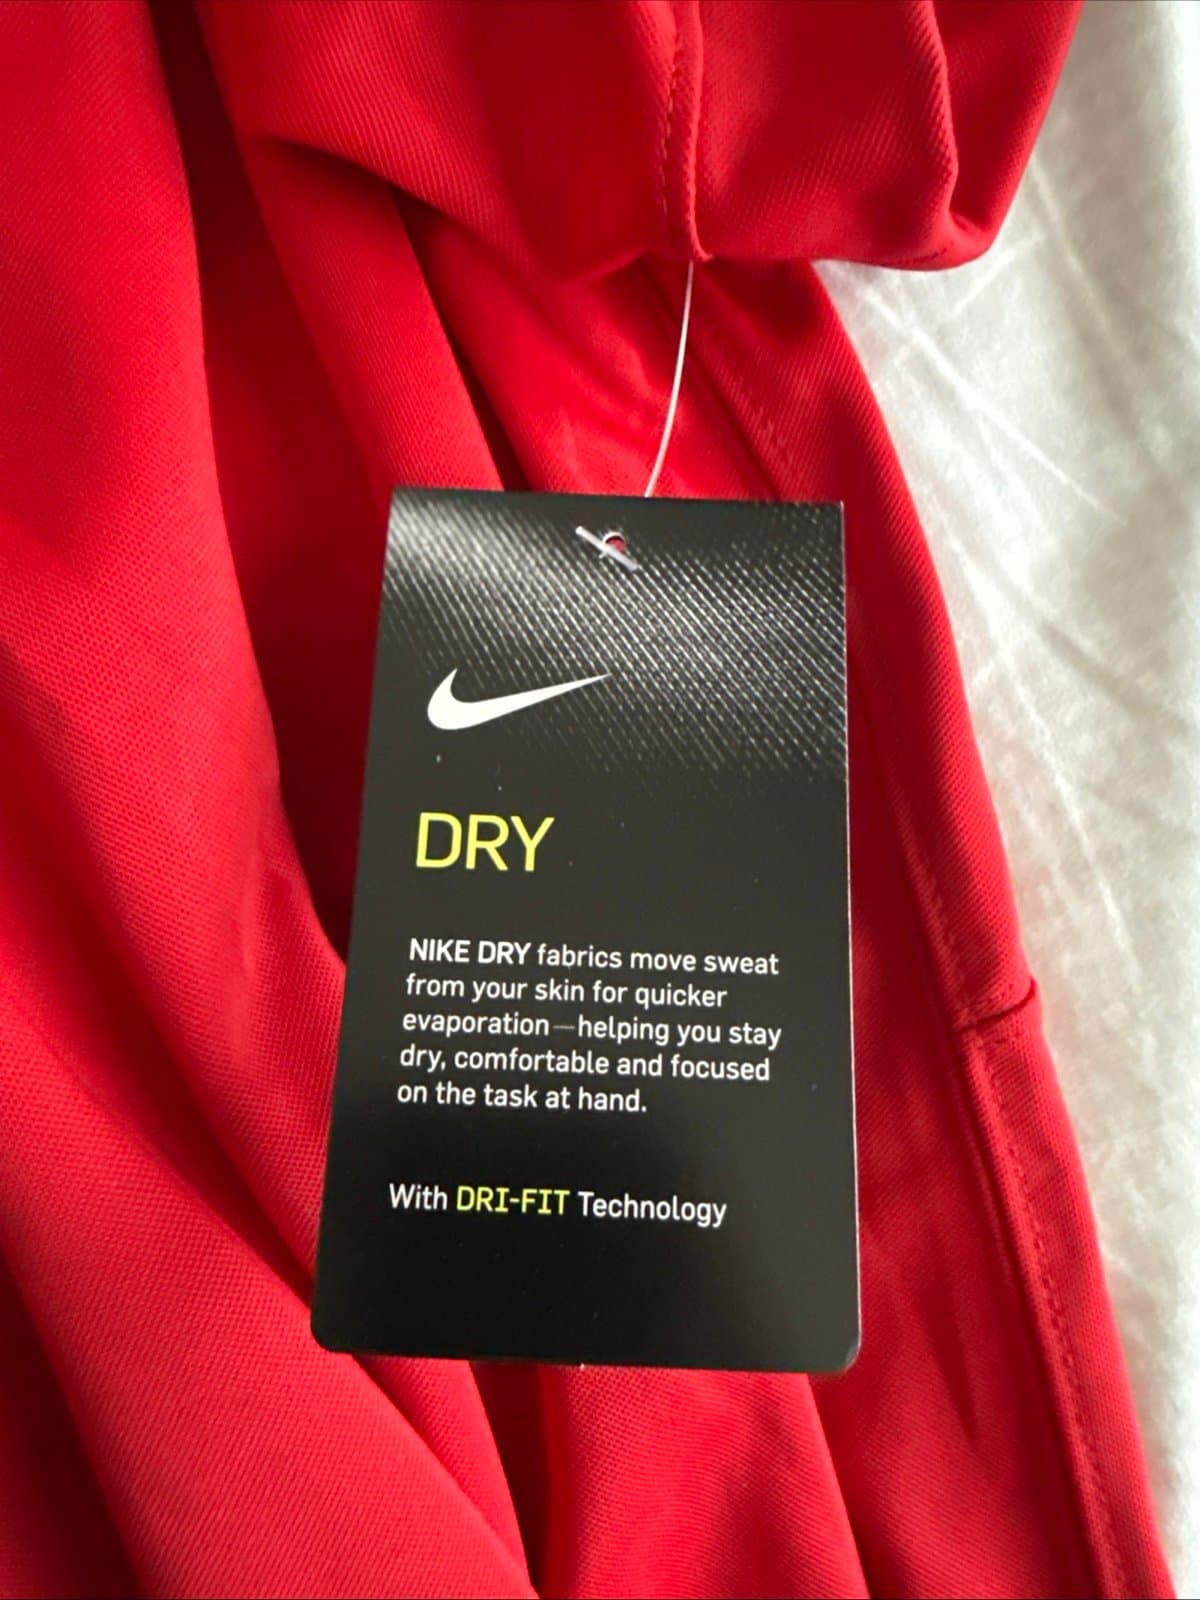 DRY
NIKE DRY fabrics move sweat
from your skin for quicker
evaporation—helping you stay
dry, comfortable and focused
on the task at hand.
With DRI-FIT Technology